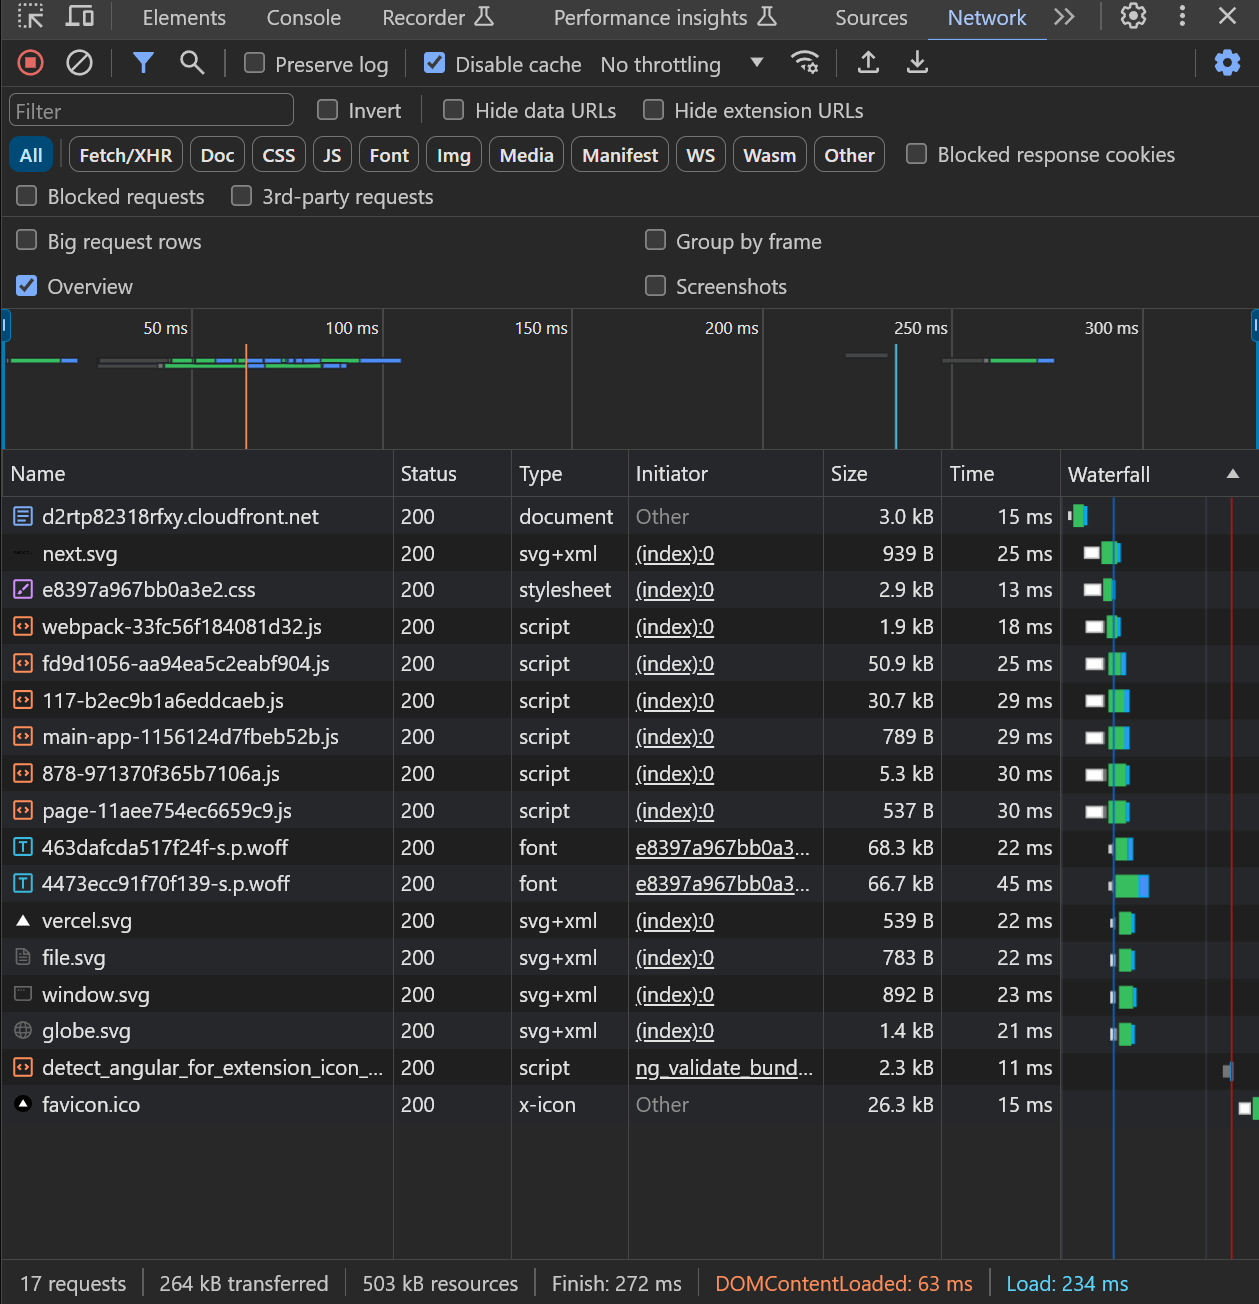 Elements Console Recorder Performance insights Sources Network
Preserve log Disable cache No throttling
Filter Invert Hide data URLs Hide extension URLs
All Fetch/XHR Doc CSS JS Font Img Media Manifest WS Wasm Other Blocked response cookies
Blocked requests 3rd-party requests
Big request rows Group by frame
Overview Screenshots
50 ms 100 ms 150 ms 200 ms 250 ms 300 ms
Name Status Type Initiator Size Time Waterfall
d2rtp82318rfxy.cloudfront.net 200 document Other 3.0 kB 15 ms
next.svg 200 svg+xml (index):0 939 B 25 ms
e8397a967bb0a3e2.css 200 stylesheet (index):0 2.9 kB 13 ms
webpack-33fc56f184081d32.js 200 script (index):0 1.9 kB 18 ms
fd9d1056-aa94ea5c2eabf904.js 200 script (index):0 50.9 kB 25 ms
117-b2ec9b1a6eddcaeb.js 200 script (index):0 30.7 kB 29 ms
main-app-1156124d7fbeb52b.js 200 script (index):0 789 B 29 ms
878-971370f365b7106a.js 200 script (index):0 5.3 kB 30 ms
page-11aee754ec6659c9.js 200 script (index):0 537 B 30 ms
463dafcda517f24f-s.p.woff 200 font e8397a967bb0a3... 68.3 kB 22 ms
4473ecc91f70f139-s.p.woff 200 font e8397a967bb0a3... 66.7 kB 45 ms
vercel.svg 200 svg+xml (index):0 539 B 22 ms
file.svg 200 svg+xml (index):0 783 B 22 ms
window.svg 200 svg+xml (index):0 892 B 23 ms
globe.svg 200 svg+xml (index):0 1.4 kB 21 ms
detect_angular_for_extension_icon_... 200 script ng_validate_bund... 2.3 kB 11 ms
favicon.ico 200 x-icon Other 26.3 kB 15 ms
17 requests 264 kB transferred 503 kB resources Finish: 272 ms DOMContentLoaded: 63 ms Load: 234 ms